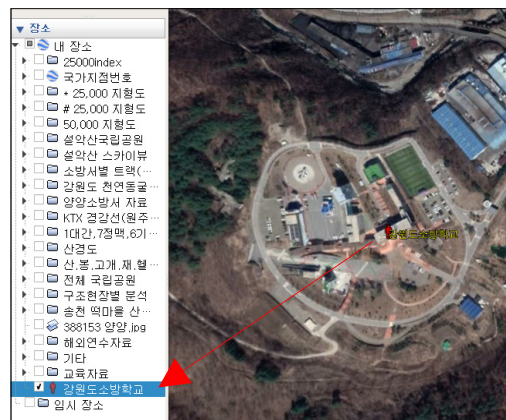 장소
내 장소
25000index
국가지점번호
+ 25,000 지형도
# 25,000 지형도
50,000 지형도
설악산국립공원
설악산 스카이뷰
소방서별 트랙(…
강원도 천연동굴…
양양소방서 자료
KTX 경강선(원주…
1대간,7정맥,6기…
산경도
산,봉,고개,재,헬…
전체 국립공원
구조현장별 분석
송천 떡마을 산…
388153 양양.jpg
해외연수자료
기타
교육자료
강원도소방학교
임시 장소
강원도소방학교